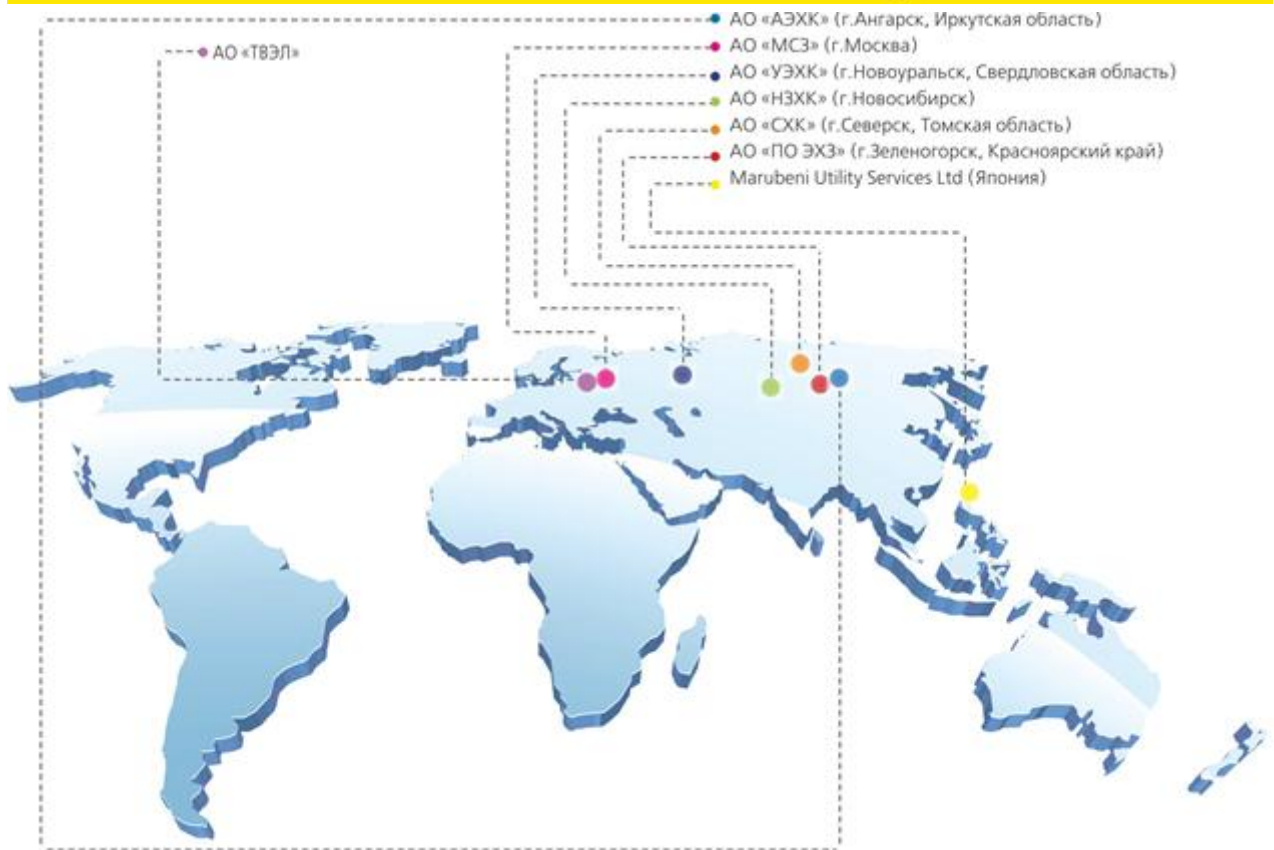 АО «АЭХК» (г.Ангарск, Иркутская область)
АО «ТВЭЛ»
АО «МСЗ» (г.Москва)
АО «УЭХК» (г.Новоуральск, Свердловская область)
АО «НЗХК» (г.Новосибирск)
АО «СХК» (г.Северск, Томская область)
АО «ПО ЭХЗ» (г.Зеленогорск, Красноярский край)
Marubeni Utility Services Ltd (Япония)